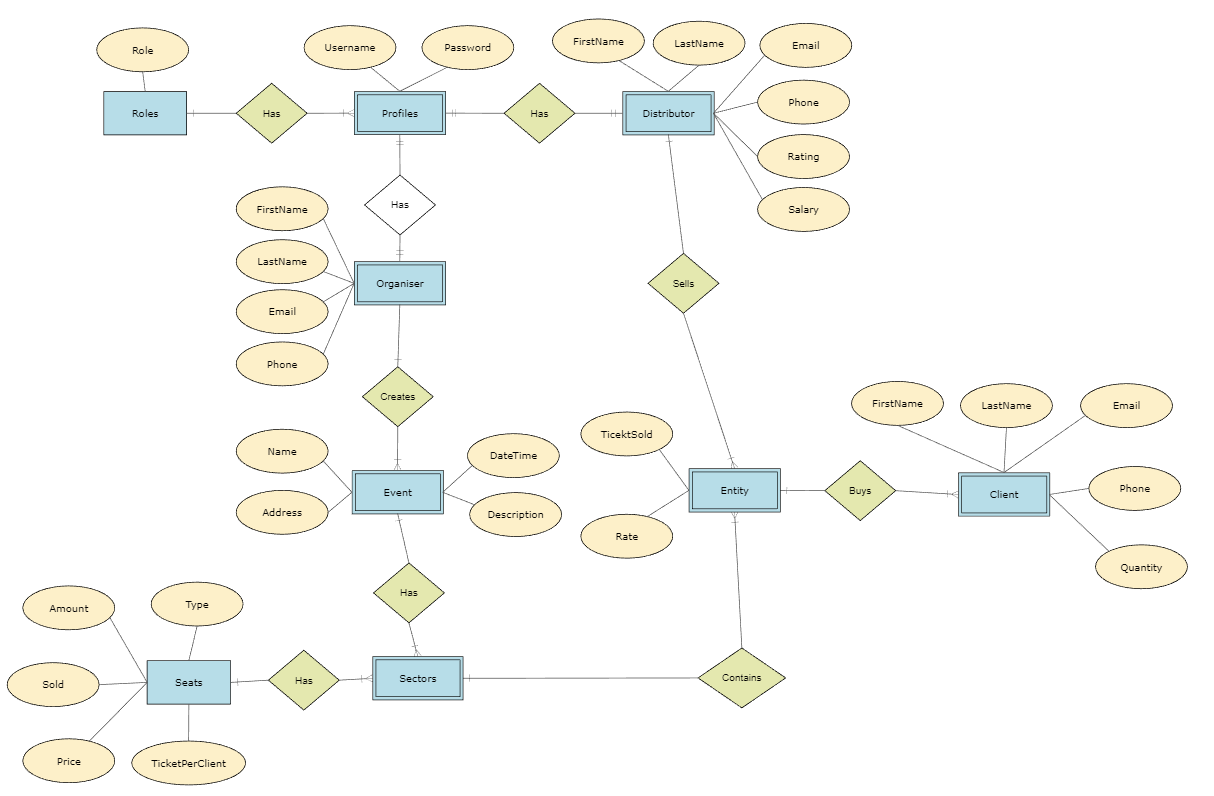 Role
Username
Password
FirstName
LastName
Email
Roles
Has
Profiles
Has
Distributor
Phone
Rating
Salary
Has
FirstName
LastName
Email
Phone
Organiser
Sells
Creates
FirstName
LastName
Email
Name
Address
Event
DateTime
Description
TicektSold
Rate
Entity
Buys
Client
Phone
Quantity
Has
Amount
Type
Sold
Seats
Has
Sectors
Contains
Price
TicketPerClient